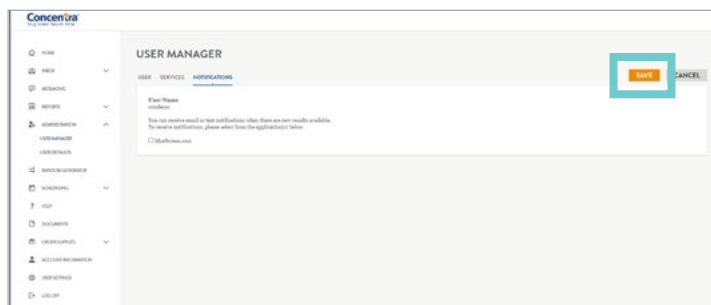 Concentra
HOME
INBOX
MESSAGING
REPORTS
ADMINISTRATION
USER MANAGER
USER DEFAULTS
RANDOM GENERATOR
SCHEDULING
HELP
DOCUMENTS
ORDER SUPPLIES
ACCOUNT INFORMATION
USER SETTINGS
LOG OFF
USER MANAGER
USER SERVICES NOTIFICATIONS
SAVE CANCEL
User Name
You can receive email or text notifications when there are new results available.
To receive notifications, please select from the application(s) below.